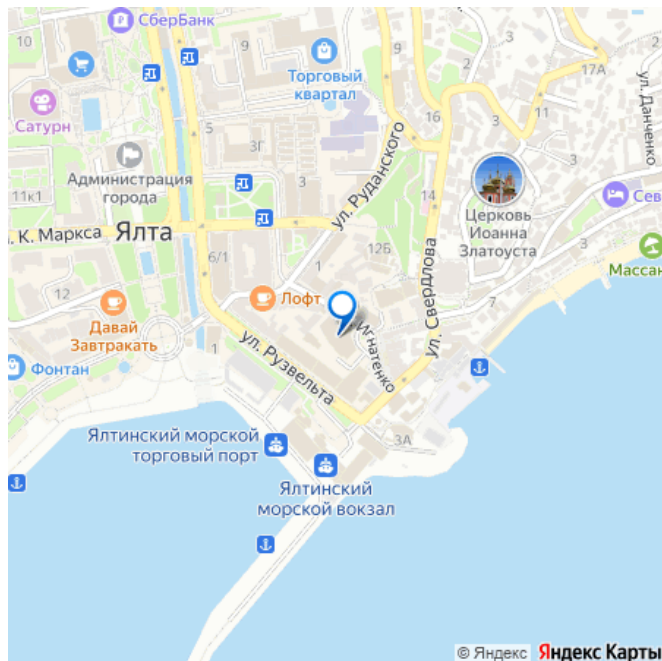 СберБанк
10
9
9
Торговый
квартал
3
3
5
3
17А
ул. Данченко
16
11
Сатурн
5
3Г
3
ул. Руданского
Администрация
города
11к1
14
Церковь
Иоанна
Златоуста
Сев
К. Маркса
Ялта
12Б
6/1
1
ул. Свердлова
Массан
12
Лофт
7
Давай
Завтракать
Игнатенко
1
ул. Рузвельта
Фонтан
3А
Ялтинский морской
торговый порт
Ялтинский
морской вокзал
© Яндекс Яндекс Карты